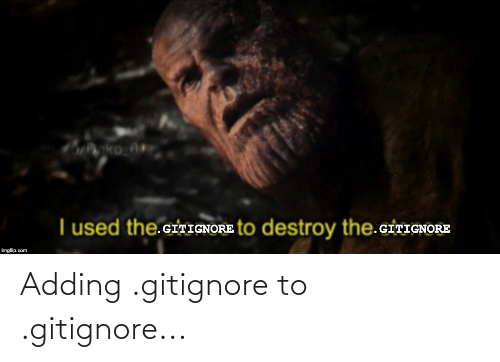 I used the .GITIGNORE to destroy the .GITIGNORE
imgflip.com
Adding .gitignore to
.gitignore...